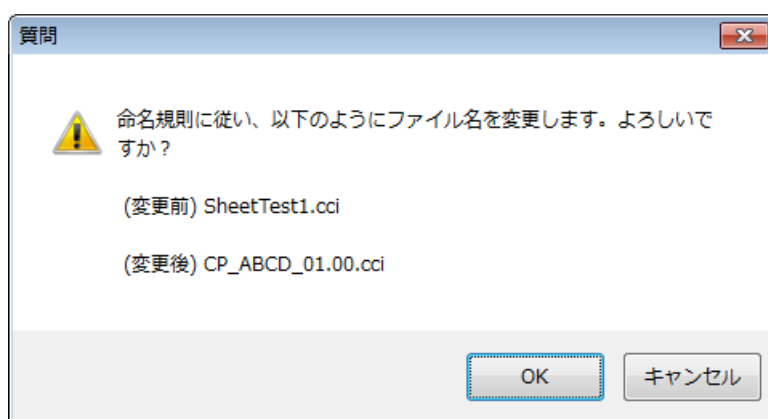 質問
命名規則に従い、以下のようにファイル名を変更します。よろしいで
すか？
(変更前) SheetTest1.cci
(変更後) CP_ABCD_01.00.cci
OK
キャンセル